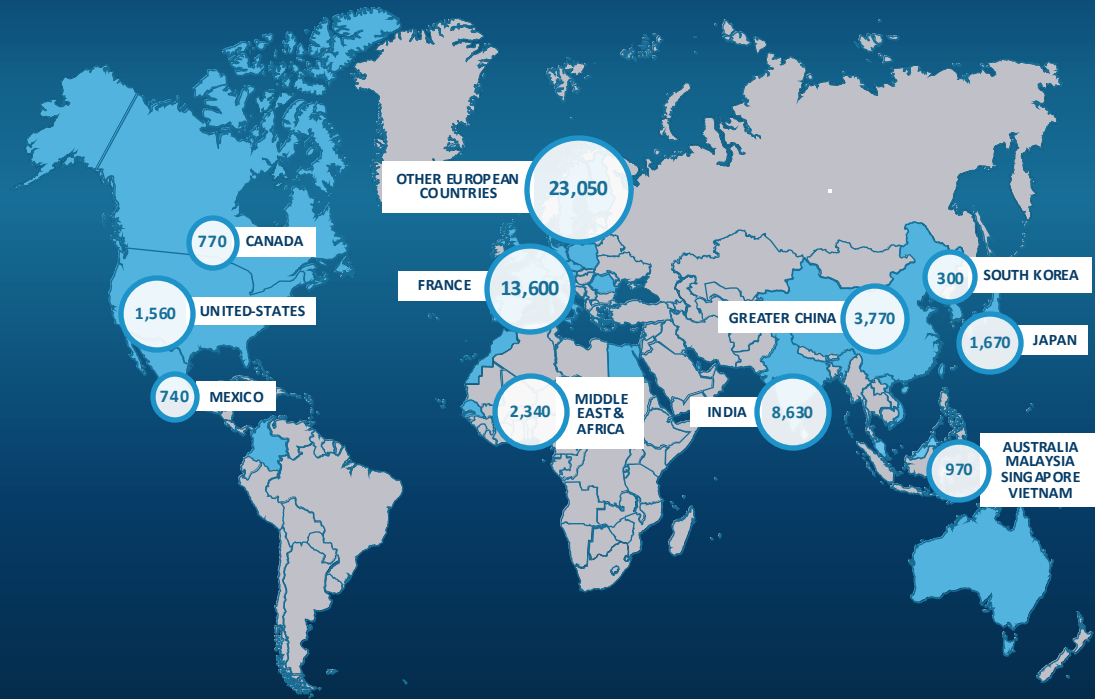 OTHER EUROPEAN
COUNTRIES
23,050
770
CANADA
FRANCE
13,600
300
SOUTH KOREA
1,560
UNITED-STATES
GREATER CHINA
3,770
1,670
JAPAN
740
MEXICO
2,340
MIDDLE
EAST &
AFRICA
INDIA
8,630
970
AUSTRALIA
MALAYSIA
SINGAPORE
VIETNAM